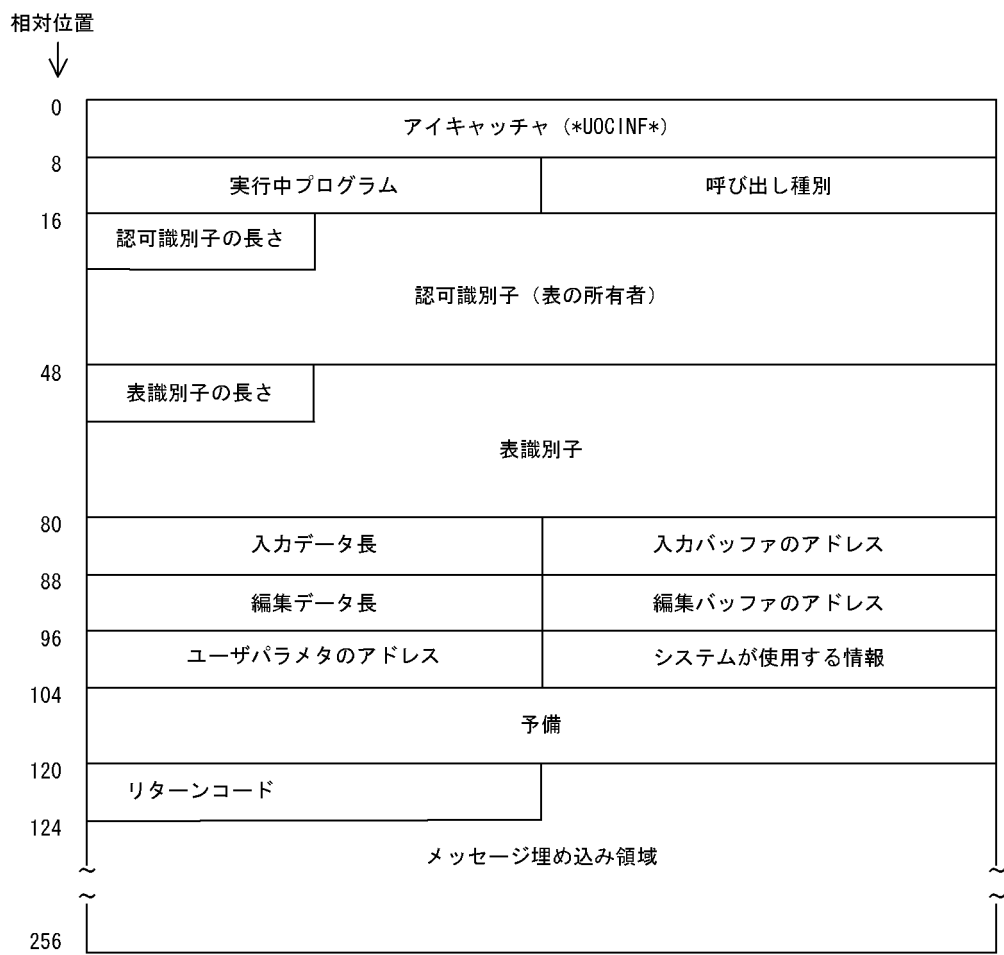 相対位置
0
アイキャッチャ（*UOCINF*）
8
実行中プログラム
呼び出し種別
16
認可識別子の長さ
認可識別子（表の所有者）
48
表識別子の長さ
表識別子
80
入力データ長
入力バッファのアドレス
88
編集データ長
編集バッファのアドレス
96
ユーザパラメタのアドレス
システムが使用する情報
104
予備
120
リターンコード
124
メッセージ埋め込み領域
256